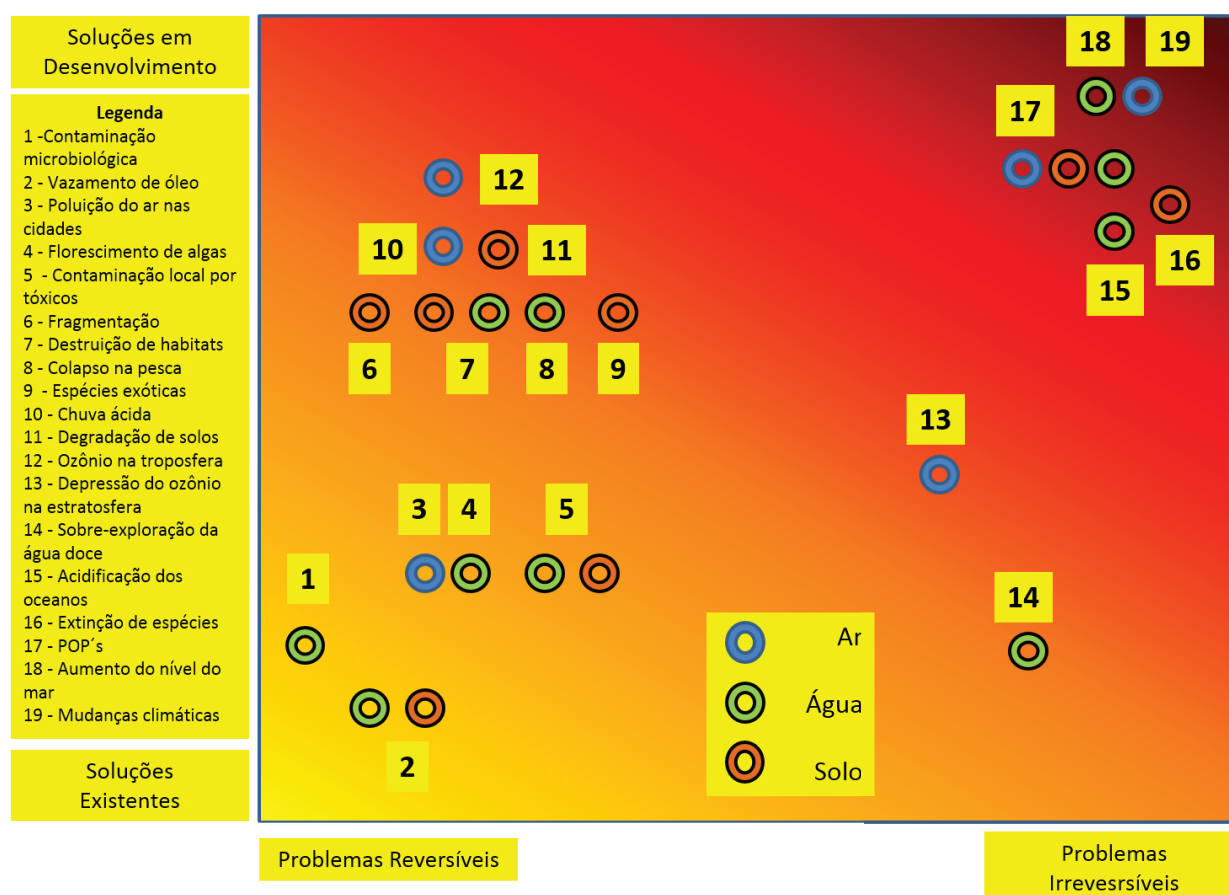 Soluções em
Desenvolvimento
Legenda
1 -Contaminação
microbiológica
2 - Vazamento de óleo
3 - Poluição do ar nas
cidades
4 - Florescimento de algas
5  - Contaminação local por
tóxicos
6 - Fragmentação
7 - Destruição de habitats
8 - Colapso na pesca
9  - Espécies exóticas
10 - Chuva ácida
11 - Degradação de solos
12 - Ozônio na troposfera
13 - Depressão do ozônio
na estratosfera
14 - Sobre-exploração da
água doce
15 - Acidificação dos
oceanos
16 - Extinção de espécies
17 - POP´s
18 - Aumento do nível do
mar
19 - Mudanças climáticas
Soluções
Existentes
18
19
17
12
10
11
16
15
6
7
8
9
13
3
4
5
1
14
2
Ar
Água
Solo
Problemas Reversíveis
Problemas
Irrevesrsíveis